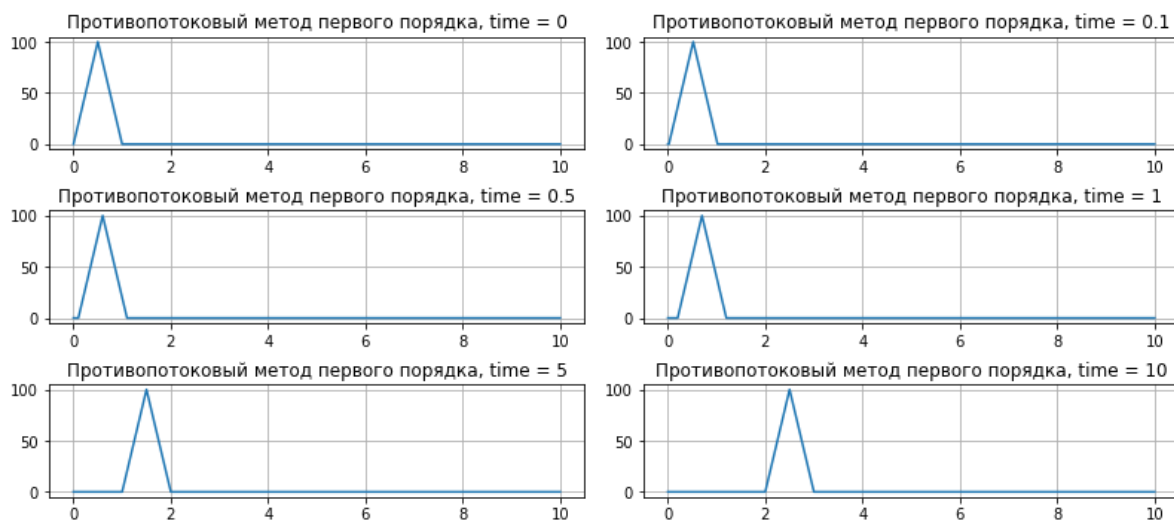 Противопотоковый метод первого порядка, time = 0
100
50
0
0 2 4 6 8 10
Противопотоковый метод первого порядка, time = 0.1
100
50
0
0 2 4 6 8 10
Противопотоковый метод первого порядка, time = 0.5
100
50
0
0 2 4 6 8 10
Противопотоковый метод первого порядка, time = 1
100
50
0
0 2 4 6 8 10
Противопотоковый метод первого порядка, time = 5
100
50
0
0 2 4 6 8 10
Противопотоковый метод первого порядка, time = 10
100
50
0
0 2 4 6 8 10